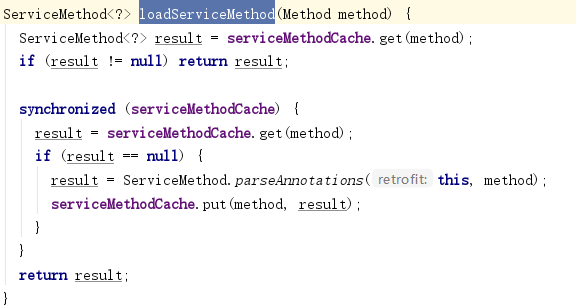 ServiceMethod<?> loadServiceMethod(Method method) {
  ServiceMethod<?> result = serviceMethodCache.get(method);
  if (result != null) return result;

  synchronized (serviceMethodCache) {
    result = serviceMethodCache.get(method);
    if (result == null) {
      result = ServiceMethod.parseAnnotations( retrofit: this, method);
      serviceMethodCache.put(method, result);
    }
  }
  return result;
}